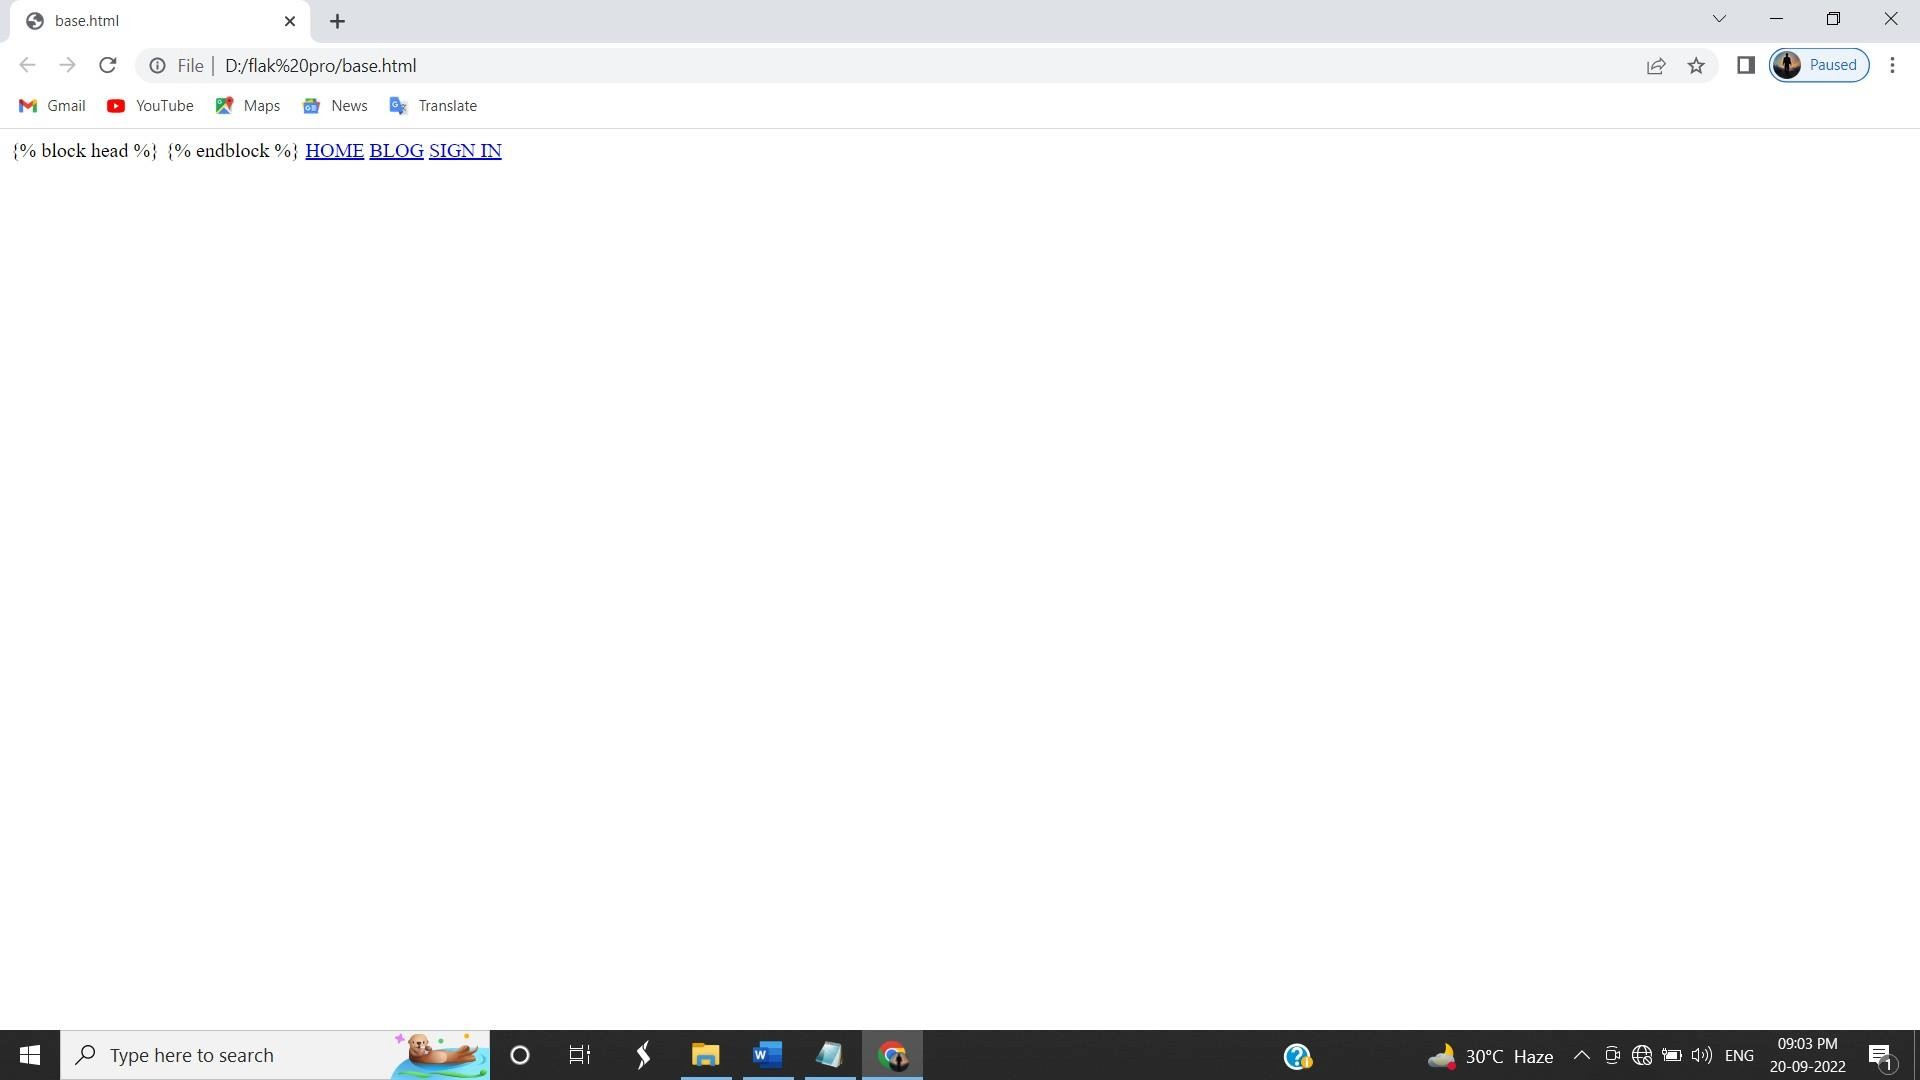 base.html
File | D:/flak%20pro/base.html
Paused
Gmail YouTube Maps News Translate
{% block head %} {% endblock %} HOME BLOG SIGN IN
Type here to search
30°C Haze
ENG
09:03 PM
20-09-2022
1